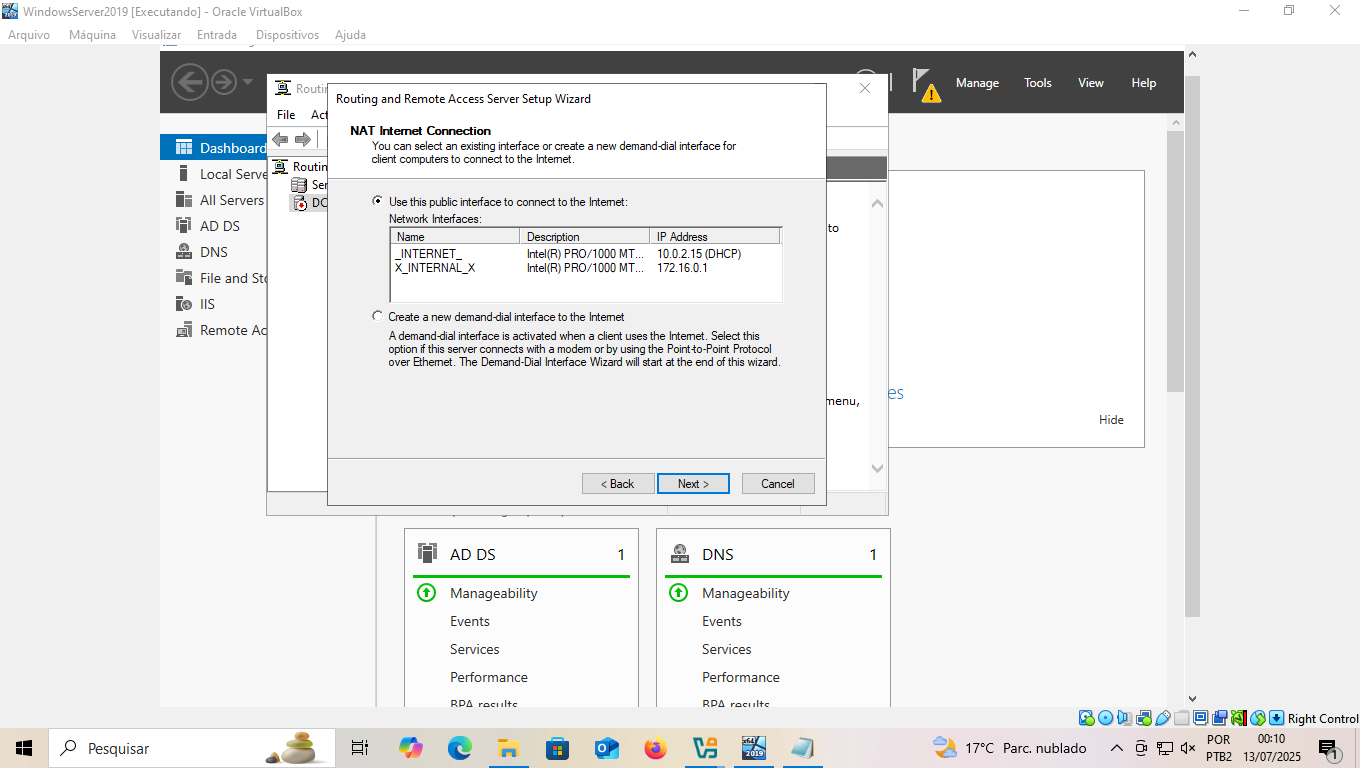 WindowsServer2019 [Executando] - Oracle VirtualBox
Arquivo Máquina Visualizar Entrada Dispositivos Ajuda
Manage Tools View Help
Dashboard
Local Serve
All Servers
AD DS
DNS
File and Sto
IIS
Remote Ac
Routin
File Act
Routin
Ser
DC
to
menu,
es
Hide
Routing and Remote Access Server Setup Wizard
NAT Internet Connection
You can select an existing interface or create a new demand-dial interface for
client computers to connect to the Internet.
Use this public interface to connect to the Internet:
Network Interfaces:
Name Description IP Address
_INTERNET_ Intel(R) PRO/1000 MT... 10.0.2.15 (DHCP)
X_INTERNAL_X Intel(R) PRO/1000 MT... 172.16.0.1
Create a new demand-dial interface to the Internet
A demand-dial interface is activated when a client uses the Internet. Select this
option if this server connects with a modem or by using the Point-to-Point Protocol
over Ethernet. The Demand-Dial Interface Wizard will start at the end of this wizard.
< Back Next > Cancel
AD DS 1
Manageability
Events
Services
Performance
BPA results
DNS 1
Manageability
Events
Services
Performance
BPA results
Right Control
Pesquisar
x64
2019
17°C Parc. nublado
POR
PTB2
00:10
13/07/2025
1